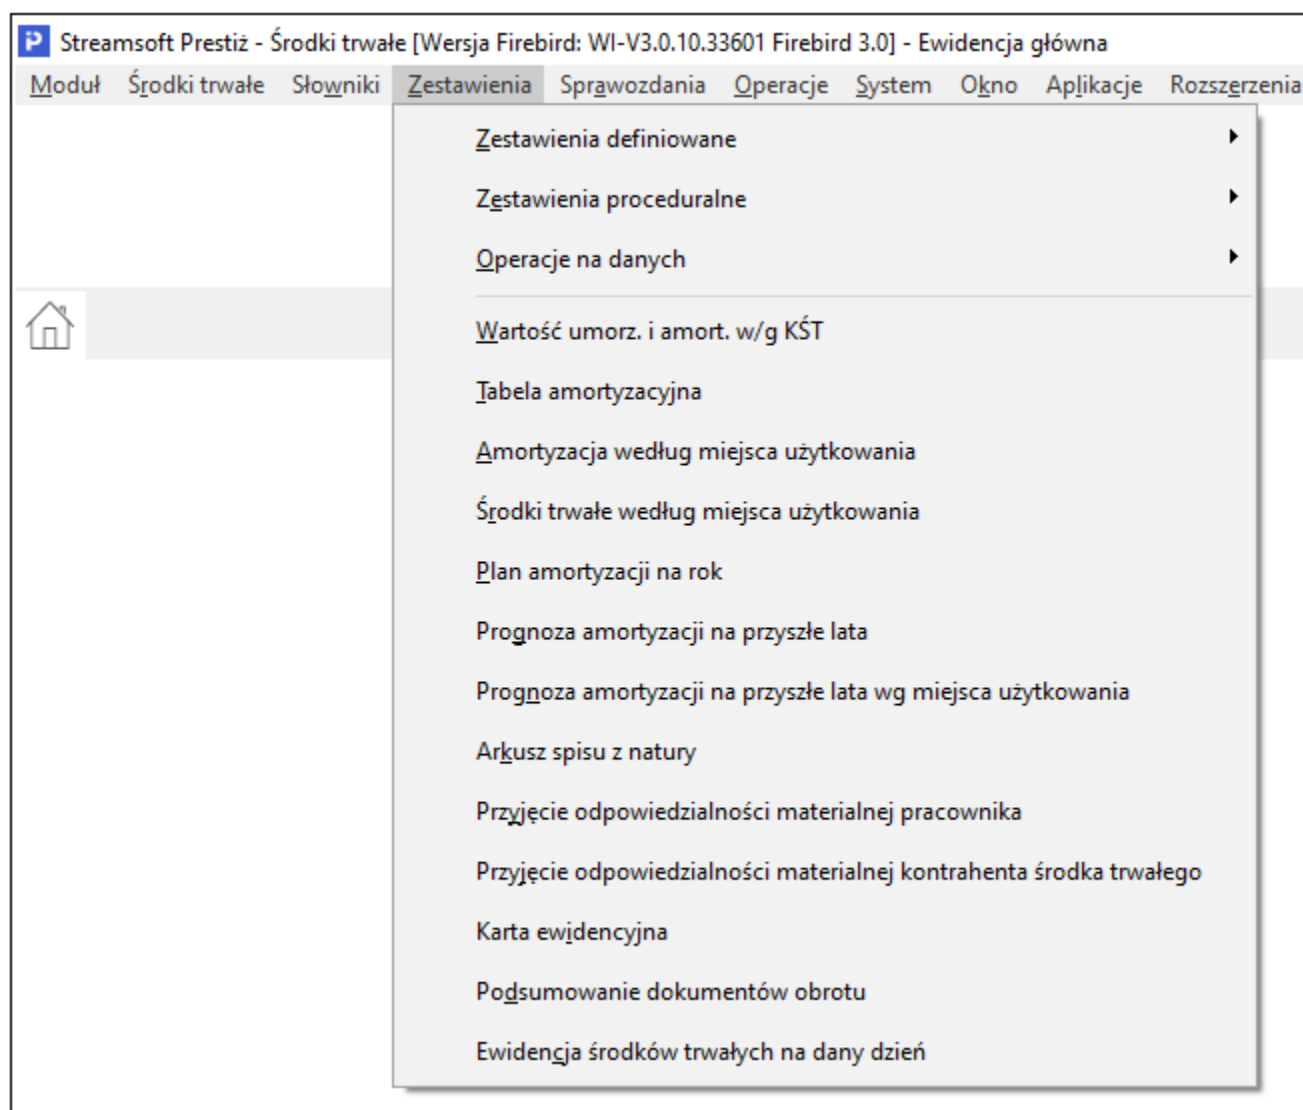 Streamsoft Prestiż - Środki trwałe [Wersja Firebird: WI-V3.0.10.33601 Firebird 3.0] - Ewidencja główna
Moduł Środki trwałe Słowniki Zestawienia Sprawozdania Operacje System Okno Aplikacje Rozszerzenia
Zestawienia definiowane
Zestawienia proceduralne
Operacje na danych
Wartość umorz. i amort. w/g KŚT
Tabela amortyzacyjna
Amortyzacja według miejsca użytkowania
Środki trwałe według miejsca użytkowania
Plan amortyzacji na rok
Prognoza amortyzacji na przyszłe lata
Prognoza amortyzacji na przyszłe lata wg miejsca użytkowania
Arkusz spisu z natury
Przyjęcie odpowiedzialności materialnej pracownika
Przyjęcie odpowiedzialności materialnej kontrahenta środka trwałego
Karta ewidencyjna
Podsumowanie dokumentów obrotu
Ewidencja środków trwałych na dany dzień